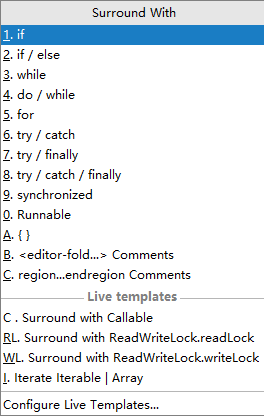 Surround With
1. if
2. if / else
3. while
4. do / while
5. for
6. try / catch
7. try / finally
8. try / catch / finally
9. synchronized
0. Runnable
A. { }
B. <editor-fold...> Comments
C. region...endregion Comments
Live templates
C . Surround with Callable
RL. Surround with ReadWriteLock.readLock
WL. Surround with ReadWriteLock.writeLock
I. Iterate Iterable | Array
Configure Live Templates...